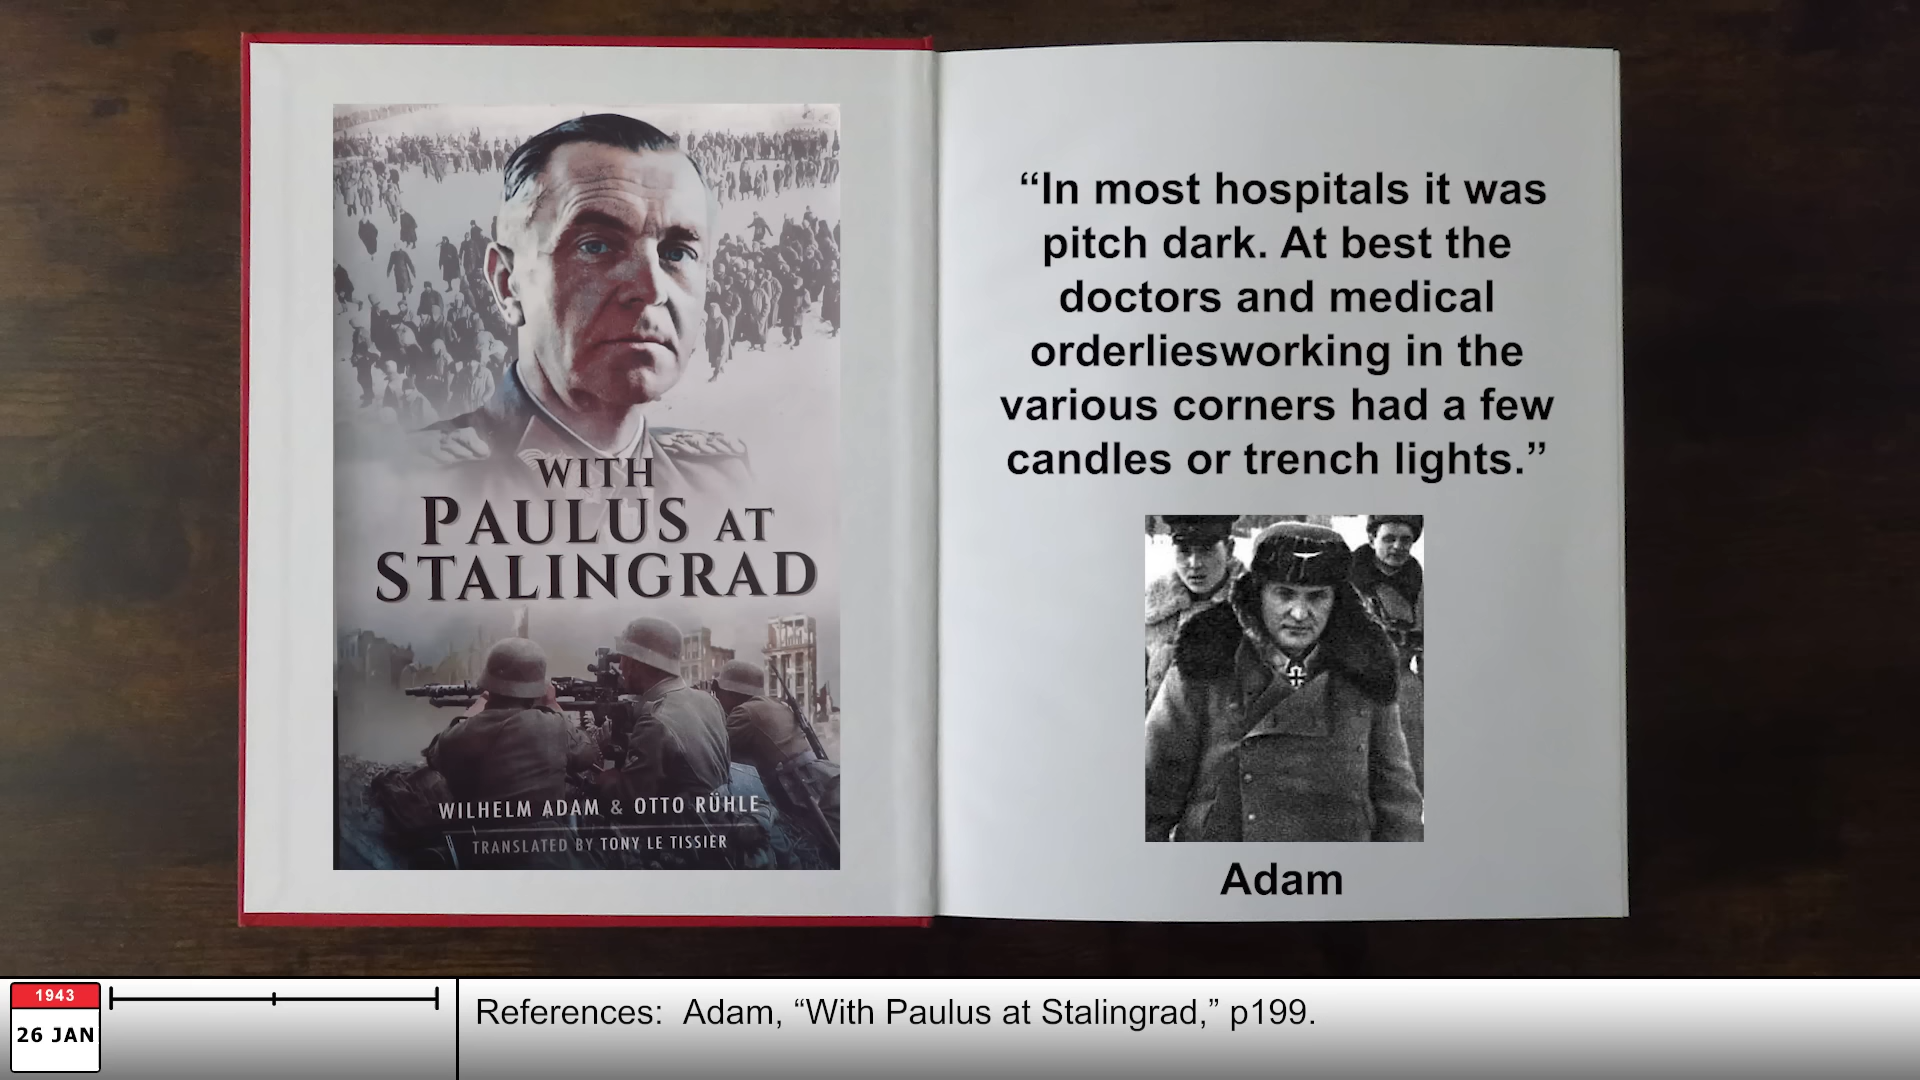 WITH
PAULUS AT
STALINGRAD
WILHELM ADAM & OTTO RÜHLE
TRANSLATED BY TONY LE TISSIER
“In most hospitals it was
pitch dark. At best the
doctors and medical
orderliesworking in the
various corners had a few
candles or trench lights.”
Adam
1943
26 JAN
References:  Adam, “With Paulus at Stalingrad,” p199.